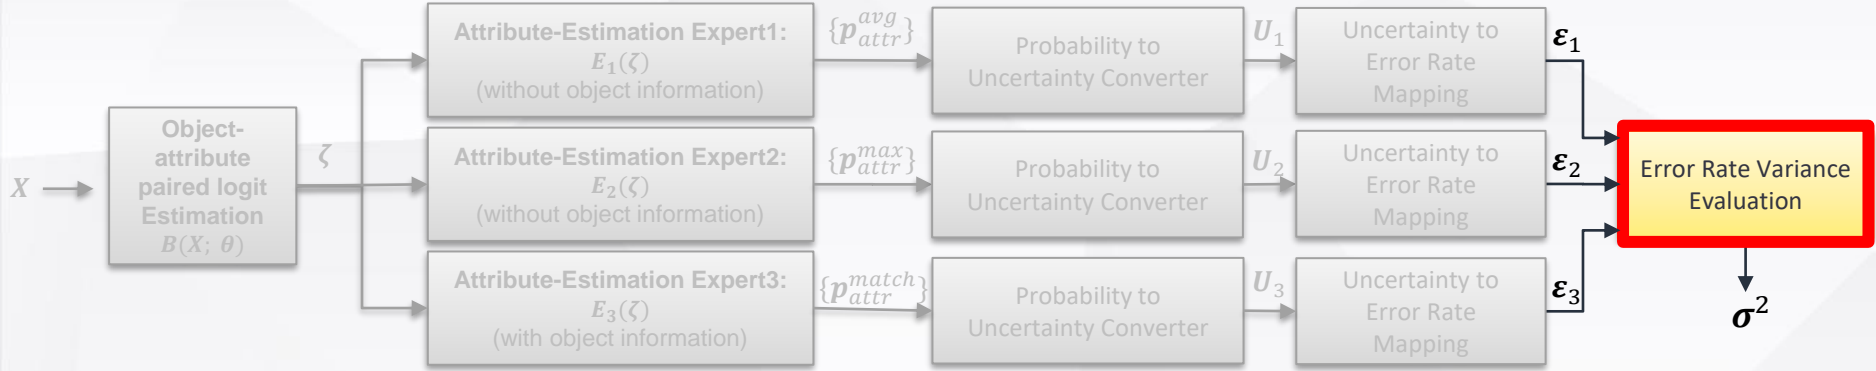 X
Object-
attribute
paired logit
Estimation
B(X; θ)
ζ
Attribute-Estimation Expert1:
E₁(ζ)
(without object information)
{p_attr^avg}
Probability to
Uncertainty Converter
U₁
Uncertainty to
Error Rate
Mapping
ε₁
Attribute-Estimation Expert2:
E₂(ζ)
(without object information)
{p_attr^max}
Probability to
Uncertainty Converter
U₂
Uncertainty to
Error Rate
Mapping
ε₂
Attribute-Estimation Expert3:
E₃(ζ)
(with object information)
{p_attr^match}
Probability to
Uncertainty Converter
U₃
Uncertainty to
Error Rate
Mapping
ε₃
Error Rate Variance
Evaluation
σ²